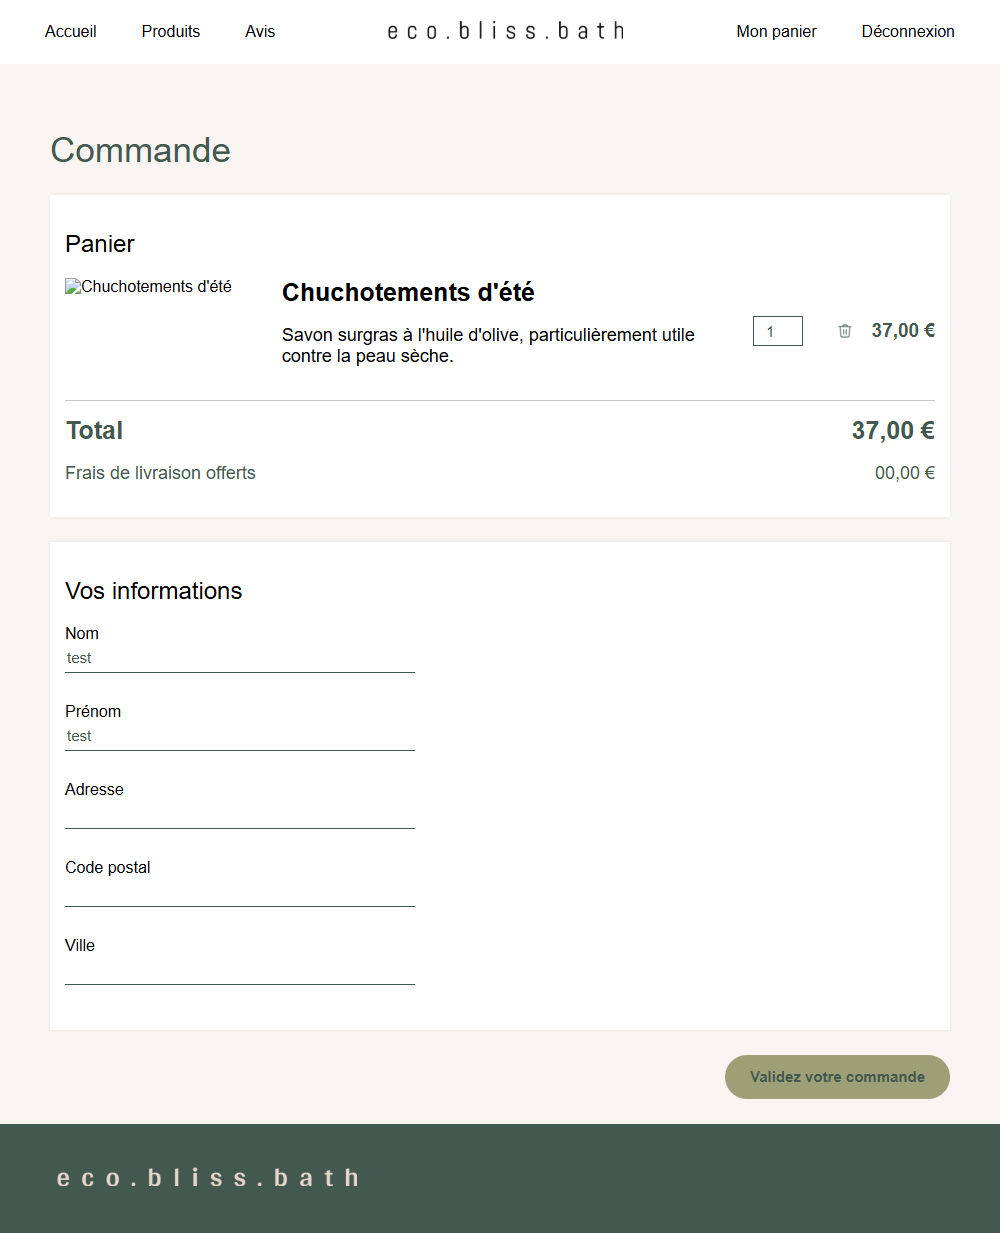 Accueil Produits Avis eco.bliss.bath Mon panier Déconnexion
Commande
Panier
Chuchotements d'été
Chuchotements d'été
Savon surgras à l'huile d'olive, particulièrement utile
contre la peau sèche.
1
37,00 €
Total 37,00 €
Frais de livraison offerts 00,00 €
Vos informations
Nom
test
Prénom
test
Adresse
Code postal
Ville
Validez votre commande
eco.bliss.bath